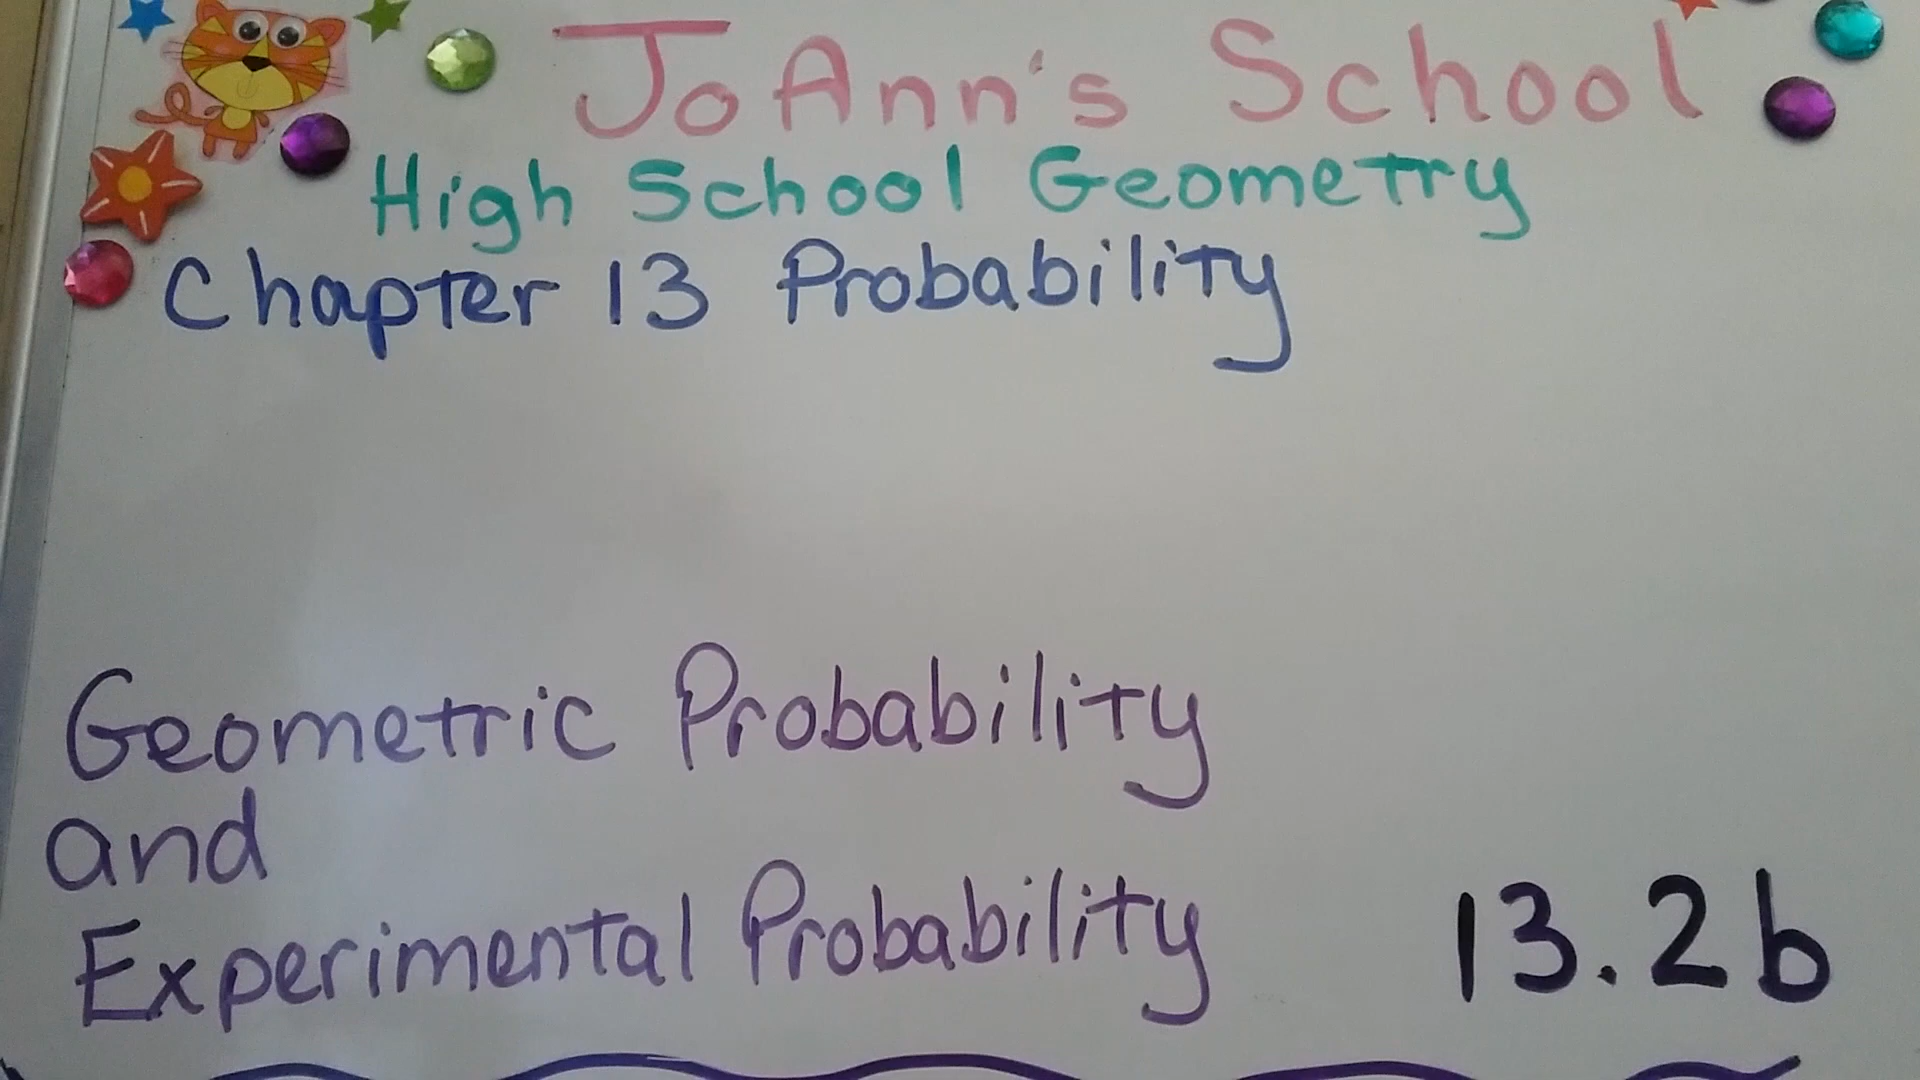 JoAnn's School
High School Geometry
Chapter 13 Probability
Geometric Probability
and
Experimental Probability 13.2b